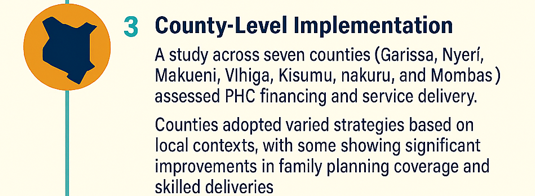 3 County-Level Implementation
A study across seven counties (Garissa, Nyerí,
Makueni, VIhiga, Kisumu, nakuru, and Mombas)
assessed PHC financing and service delivery.
Counties adopted varied strategies based on
local contexts, with some showing significant
improvements in family planning coverage and
skilled deliveries